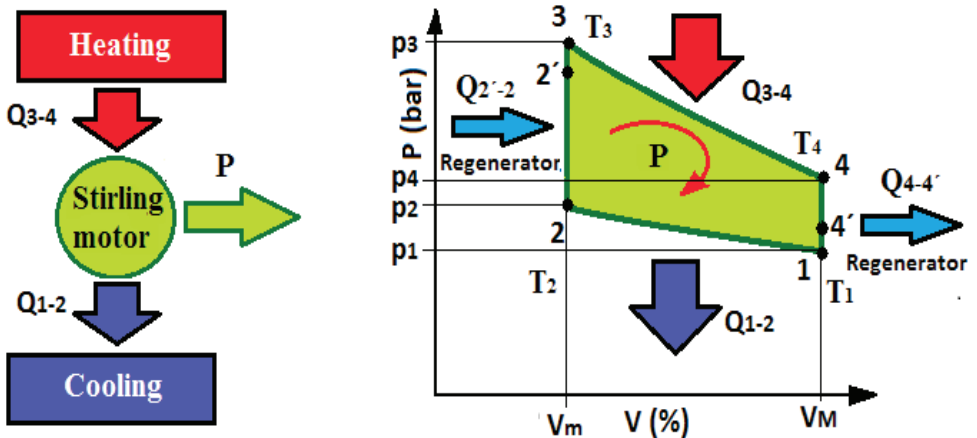 Heating
Q3-4
P
Stirling
motor
Q1-2
Cooling
3
T3
p3
2´
Q2´-2
Q3-4
P (bar)
Regenerator
P
T4
4
p4
Q4-4´
p2
4´
2
p1
1
Regenerator
T2
T1
Q1-2
Vm
V (%)
VM